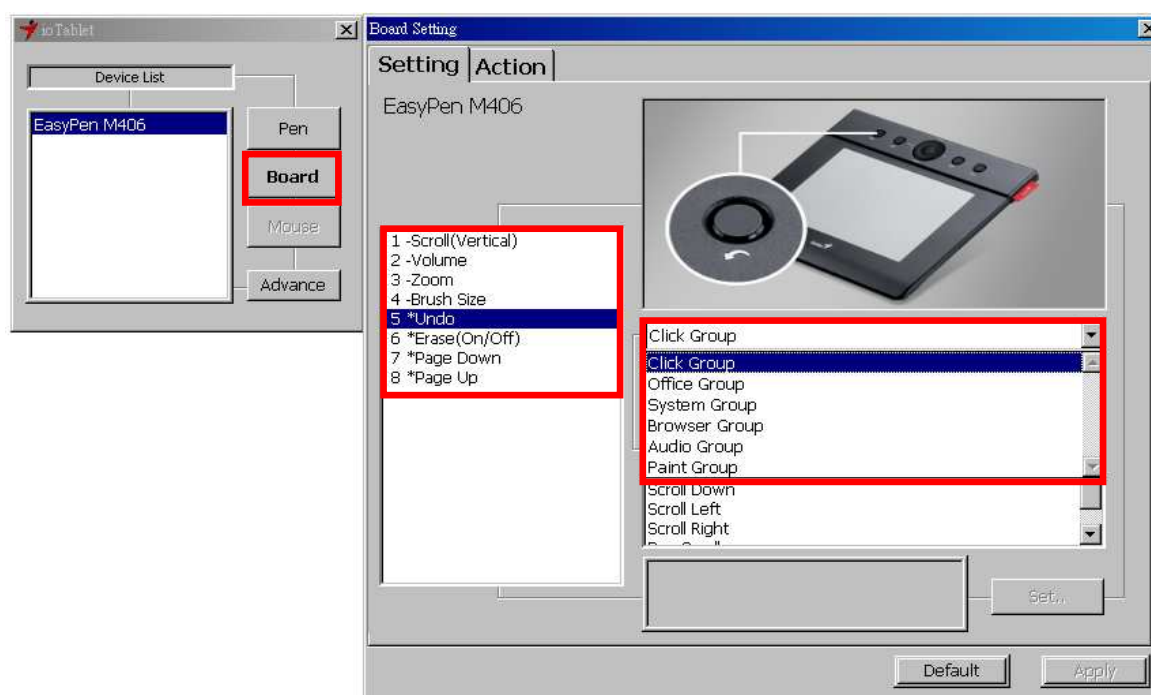 ioTablet
Device List
EasyPen M406
Pen
Board
Mouse
Advance
Board Setting
Setting Action
EasyPen M406
1 -Scroll(Vertical)
2 -Volume
3 -Zoom
4 -Brush Size
5 *Undo
6 *Erase(On/Off)
7 *Page Down
8 *Page Up
Click Group
Click Group
Office Group
System Group
Browser Group
Audio Group
Paint Group
Scroll Down
Scroll Left
Scroll Right
Set..
Default
Apply